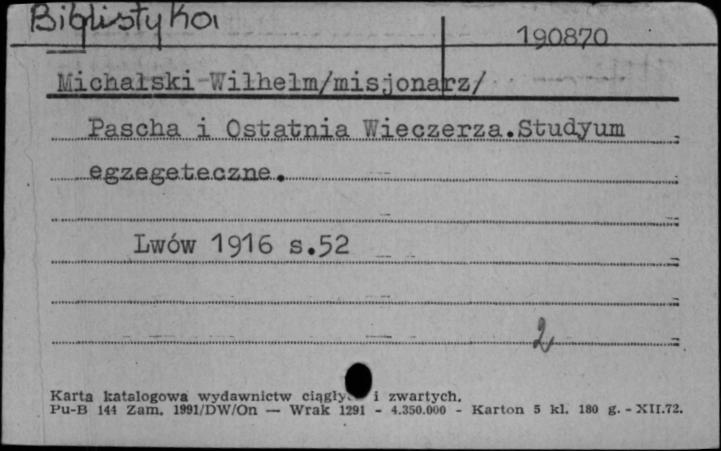 Biblistyka
190870
Michalski Wilhelm/misjonarz/
Pascha i Ostatnia Wieczerza.Studyum
egzegeteczne.
Lwów 1916 s.52
2
Karta katalogowa wydawnictw i zwartych.
Pu-B 144 Zam. 1991/DW/On — Wrak 1291 - 4.350.000 - Karton 5 kl. 180 g. - XII.72.